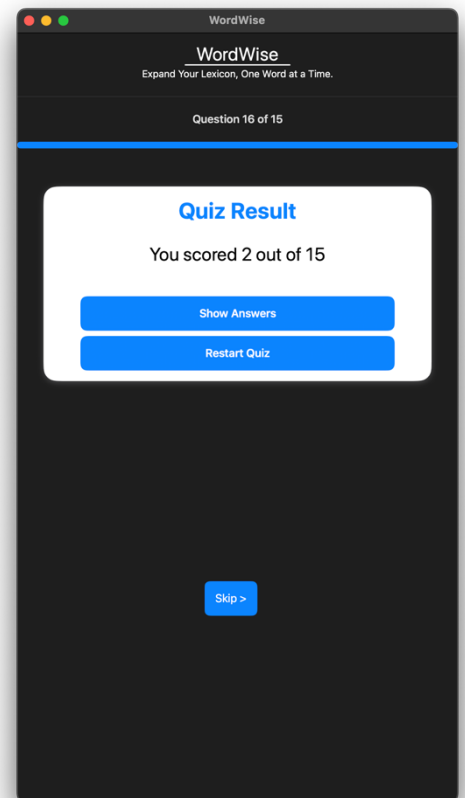 WordWise
WordWise
Expand Your Lexicon, One Word at a Time.
Question 16 of 15
Quiz Result
You scored 2 out of 15
Show Answers
Restart Quiz
Skip >